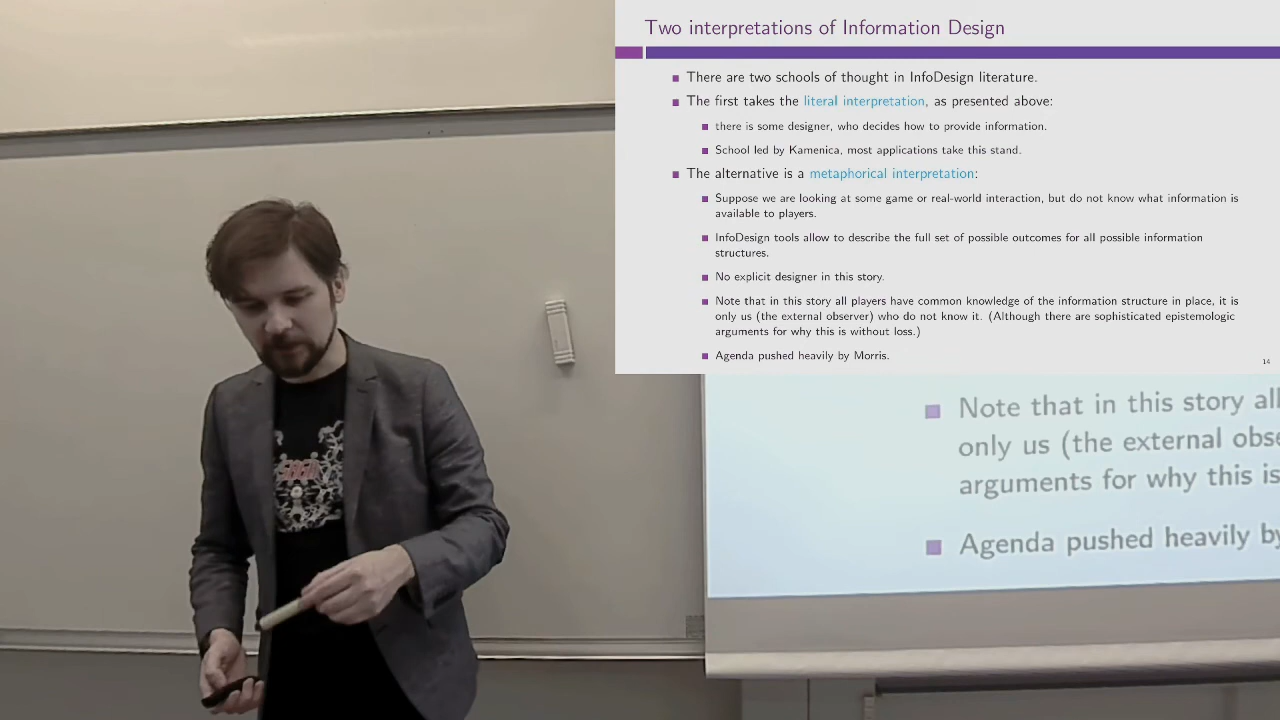 Two interpretations of Information Design
There are two schools of thought in InfoDesign literature.
The first takes the literal interpretation, as presented above:
there is some designer, who decides how to provide information.
School led by Kamenica, most applications take this stand.
The alternative is a metaphorical interpretation:
Suppose we are looking at some game or real-world interaction, but do not know what information is
available to players.
InfoDesign tools allow to describe the full set of possible outcomes for all possible information
structures.
No explicit designer in this story.
Note that in this story all players have common knowledge of the information structure in place, it is
only us (the external observer) who do not know it. (Although there are sophisticated epistemologic
arguments for why this is without loss.)
Agenda pushed heavily by Morris.
14
Note that in this story all
only us (the external obse
arguments for why this is
Agenda pushed heavily by